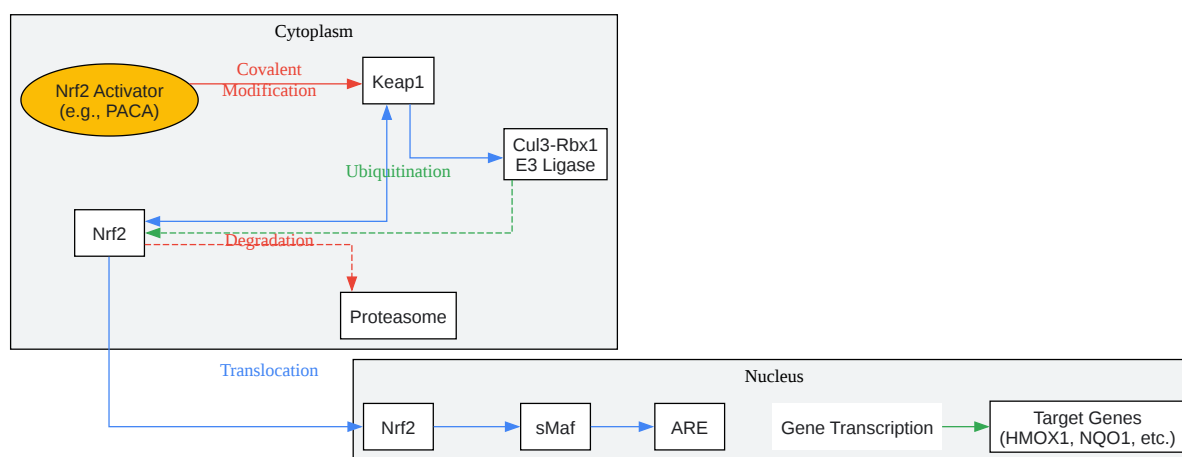 Cytoplasm
Nrf2 Activator
(e.g., PACA)
Covalent
Modification
Keap1
Cul3-Rbx1
E3 Ligase
Ubiquitination
Nrf2
Degradation
Proteasome
Translocation
Nucleus
Nrf2
sMaf
ARE
Gene Transcription
Target Genes
(HMOX1, NQO1, etc.)